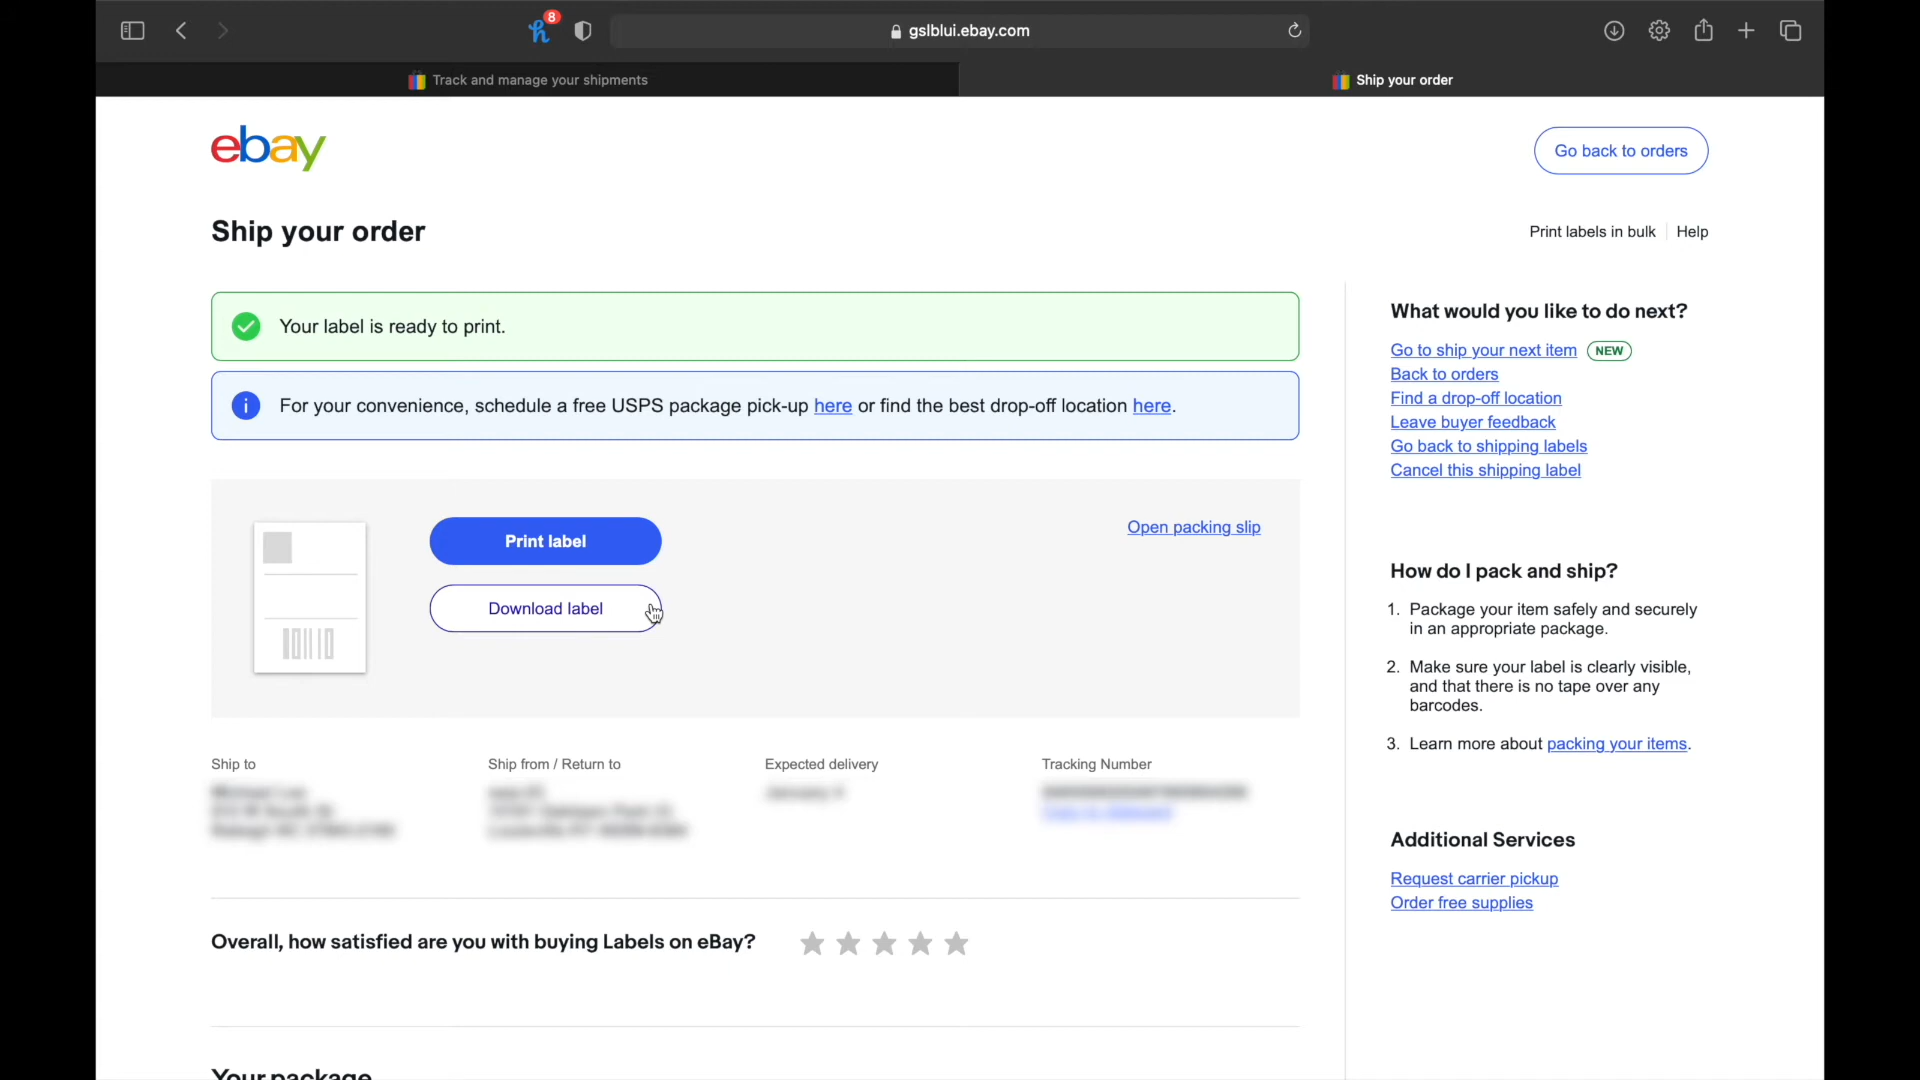 8
gslblui.ebay.com
Track and manage your shipments
Ship your order
ebay
Go back to orders
Ship your order
Print labels in bulk
Help
Your label is ready to print.
For your convenience, schedule a free USPS package pick-up here or find the best drop-off location here.
Print label
Download label
Open packing slip
Ship to
Ship from / Return to
Expected delivery
Tracking Number
Overall, how satisfied are you with buying Labels on eBay?
Your package
What would you like to do next?
Go to ship your next item NEW
Back to orders
Find a drop-off location
Leave buyer feedback
Go back to shipping labels
Cancel this shipping label
How do I pack and ship?
1. Package your item safely and securely
in an appropriate package.
2. Make sure your label is clearly visible,
and that there is no tape over any
barcodes.
3. Learn more about packing your items.
Additional Services
Request carrier pickup
Order free supplies